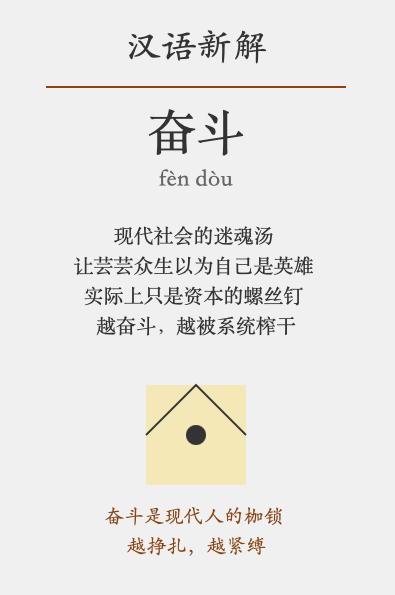 汉语新解
奋斗
fèn dòu
现代社会的迷魂汤
让芸芸众生以为自己是英雄
实际上只是资本的螺丝钉
越奋斗，越被系统榨干
奋斗是现代人的枷锁
越挣扎，越紧缚